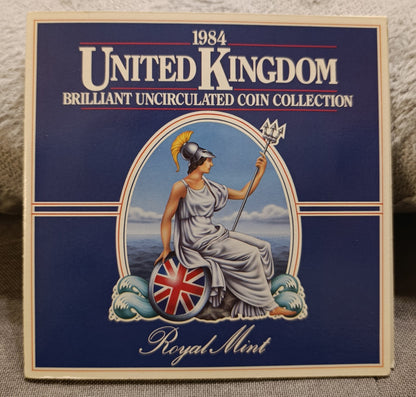 1984
UNITED KINGDOM
BRILLIANT UNCIRCULATED COIN COLLECTION
Royal Mint